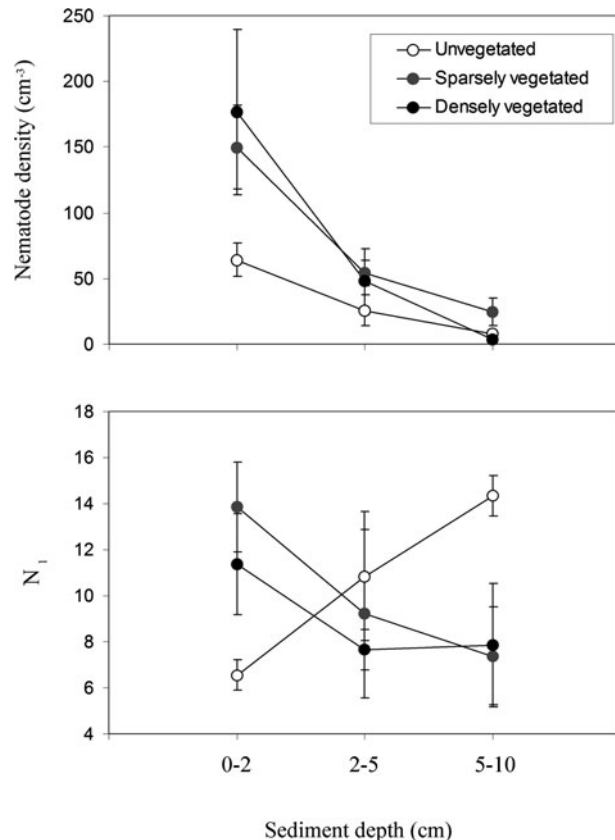 Nematode density (cm⁻³)
250
200
150
100
50
0
Unvegetated
Sparsely vegetated
Densely vegetated
N₁
18
16
14
12
10
8
6
4
0-2 2-5 5-10
Sediment depth (cm)